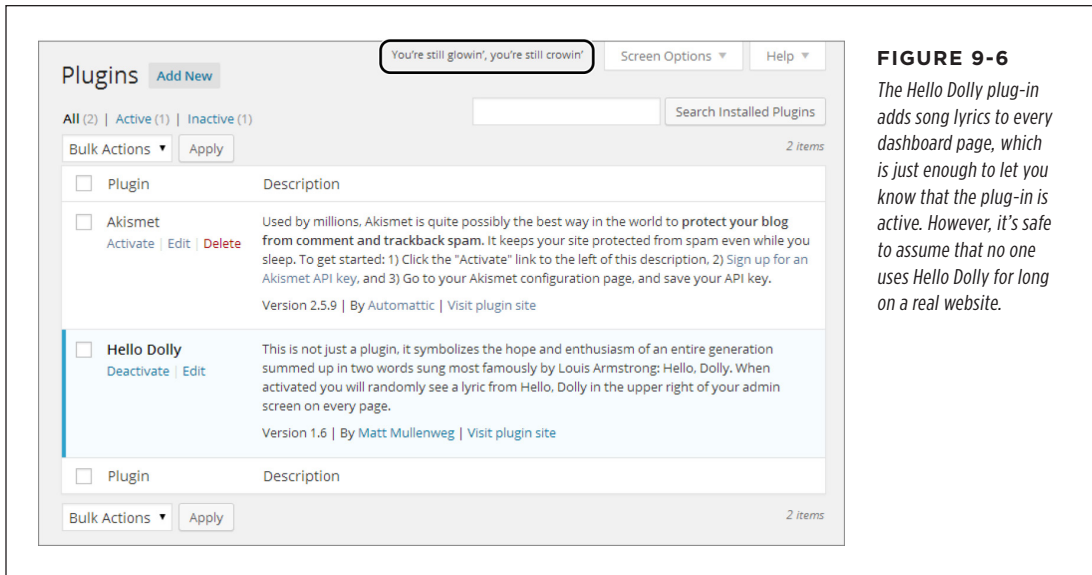 You're still glowin', you're still crowin'
Screen Options ▼
Help ▼
Plugins
Add New
All (2) | Active (1) | Inactive (1)
Search Installed Plugins
Bulk Actions ▼
Apply
2 items
Plugin
Description
Akismet
Activate | Edit | Delete
Used by millions, Akismet is quite possibly the best way in the world to protect your blog
from comment and trackback spam. It keeps your site protected from spam even while you
sleep. To get started: 1) Click the "Activate" link to the left of this description, 2) Sign up for an
Akismet API key, and 3) Go to your Akismet configuration page, and save your API key.
Version 2.5.9 | By Automattic | Visit plugin site
Hello Dolly
Deactivate | Edit
This is not just a plugin, it symbolizes the hope and enthusiasm of an entire generation
summed up in two words sung most famously by Louis Armstrong: Hello, Dolly. When
activated you will randomly see a lyric from Hello, Dolly in the upper right of your admin
screen on every page.
Version 1.6 | By Matt Mullenweg | Visit plugin site
Plugin
Description
Bulk Actions ▼
Apply
2 items
FIGURE 9-6
The Hello Dolly plug-in
adds song lyrics to every
dashboard page, which
is just enough to let you
know that the plug-in is
active. However, it's safe
to assume that no one
uses Hello Dolly for long
on a real website.